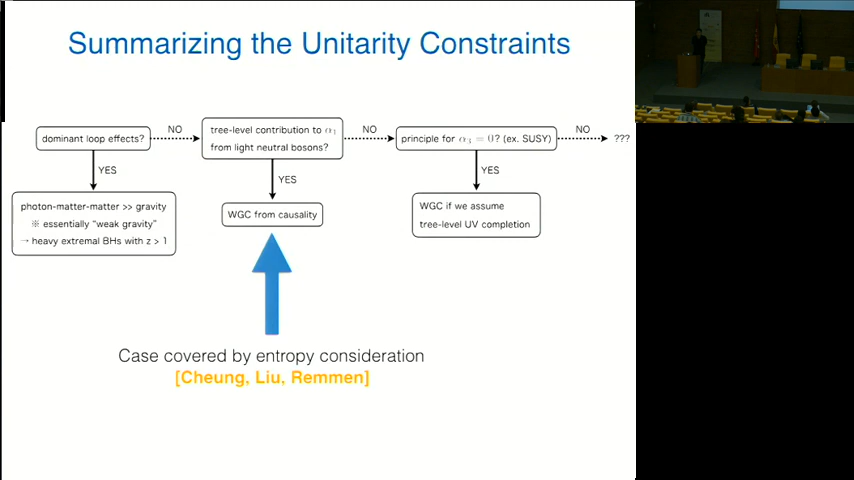 Summarizing the Unitarity Constraints
dominant loop effects?
NO
tree-level contribution to α₁
from light neutral bosons?
NO
principle for α₃ = 0? (ex. SUSY)
NO
???
YES
YES
YES
photon-matter-matter >> gravity
※ essentially “weak gravity”
→ heavy extremal BHs with z > 1
WGC from causality
WGC if we assume
tree-level UV completion
Case covered by entropy consideration
[Cheung, Liu, Remmen]